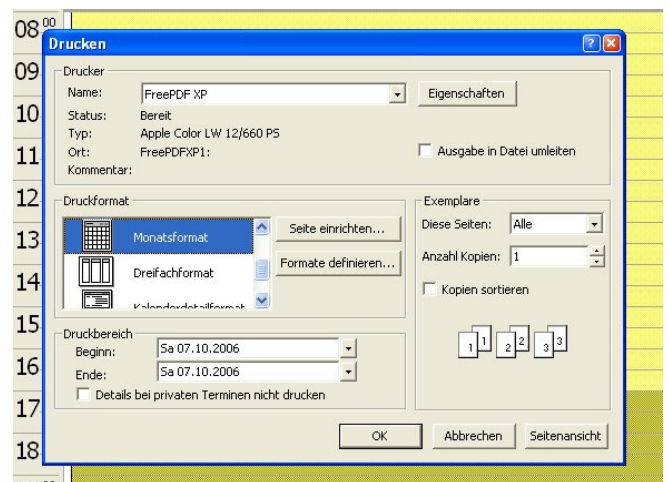 08 00
09
10
11
12
13
14
15
16
17
18
Drucken
Drucker
Name: FreePDF XP Eigenschaften
Status: Bereit
Typ: Apple Color LW 12/660 PS
Ort: FreePDFXP1: Ausgabe in Datei umleiten
Kommentar:
Druckformat
Monatsformat
Dreifachformat
Kalenderdetailformat
Seite einrichten...
Formate definieren...
Exemplare
Diese Seiten: Alle
Anzahl Kopien: 1
Kopien sortieren
1 1 2 2 3 3
Druckbereich
Beginn: Sa 07.10.2006
Ende: Sa 07.10.2006
Details bei privaten Terminen nicht drucken
OK Abbrechen Seitenansicht